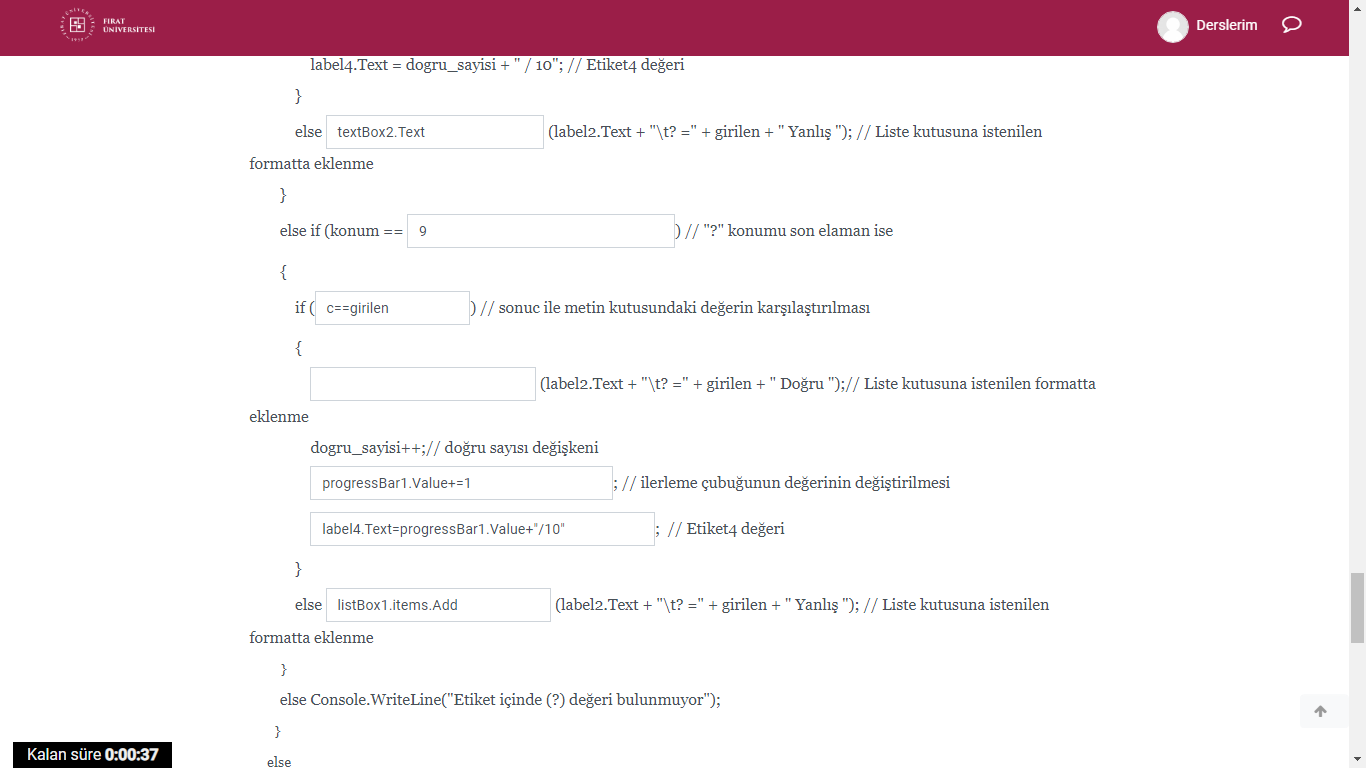 FIRAT
ÜNİVERSİTESİ
Derslerim
label4.Text = dogru_sayisi + " / 10"; // Etiket4 değeri
}
else textBox2.Text (label2.Text + "\t? =" + girilen + " Yanlış "); // Liste kutusuna istenilen
formatta eklenme
}
else if (konum == 9 ) // "?" konumu son elaman ise
{
if ( c==girilen ) // sonuc ile metin kutusundaki değerin karşılaştırılması
{
(label2.Text + "\t? =" + girilen + " Doğru ");// Liste kutusuna istenilen formatta
eklenme
dogru_sayisi++;// doğru sayısı değişkeni
progressBar1.Value+=1 ; // ilerleme çubuğunun değerinin değiştirilmesi
label4.Text=progressBar1.Value+"/10" ; // Etiket4 değeri
}
else listBox1.items.Add (label2.Text + "\t? =" + girilen + " Yanlış "); // Liste kutusuna istenilen
formatta eklenme
}
else Console.WriteLine("Etiket içinde (?) değeri bulunmuyor");
}
Kalan süre 0:00:37
else